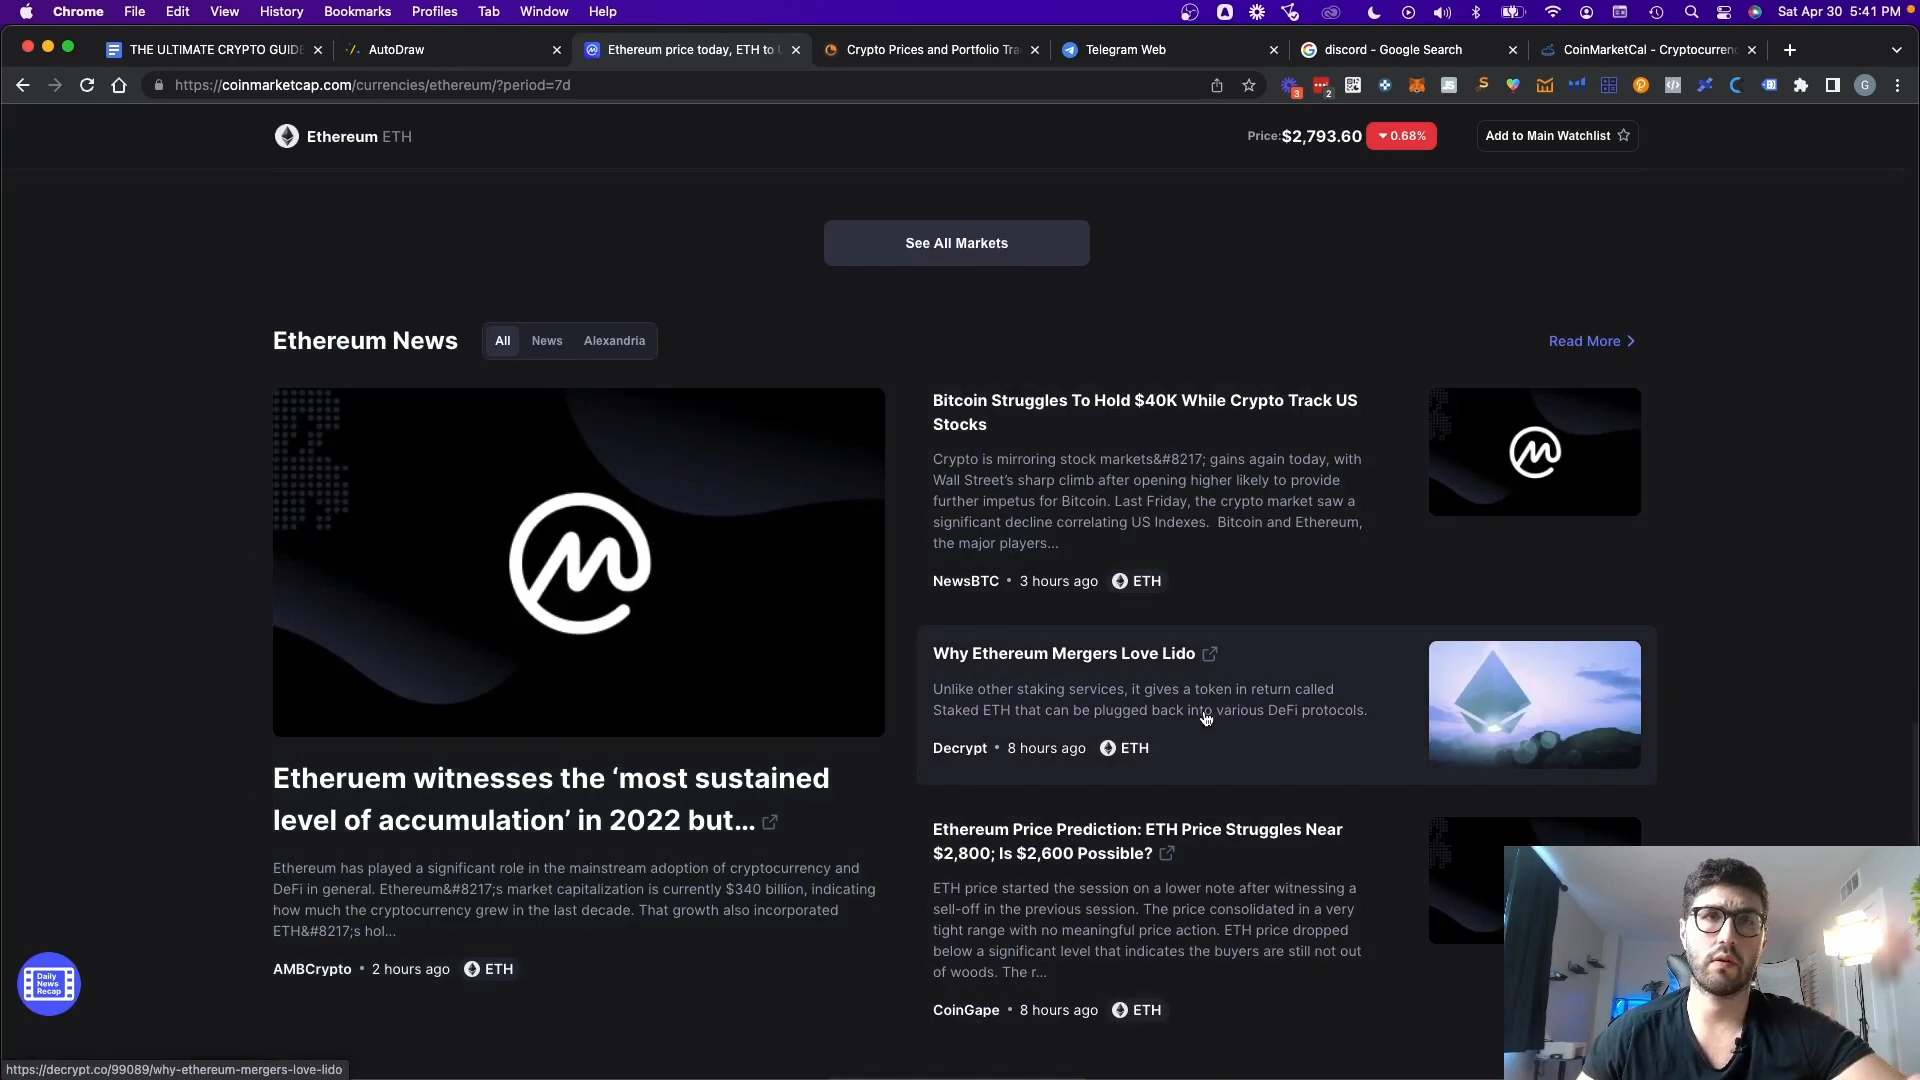 Chrome File Edit View History Bookmarks Profiles Tab Window Help Sat Apr 30 5:41 PM
THE ULTIMATE CRYPTO GUIDE AutoDraw Ethereum price today, ETH to U Crypto Prices and Portfolio Tra Telegram Web discord - Google Search CoinMarketCal - Cryptocurrenc
https://coinmarketcap.com/currencies/ethereum/?period=7d 3 2 JS G
Ethereum ETH Price:$2,793.60 0.68% Add to Main Watchlist
See All Markets
Ethereum News All News Alexandria Read More
Etheruem witnesses the ‘most sustained
level of accumulation’ in 2022 but...
Ethereum has played a significant role in the mainstream adoption of cryptocurrency and
DeFi in general. Ethereum&#8217;s market capitalization is currently $340 billion, indicating
how much the cryptocurrency grew in the last decade. That growth also incorporated
ETH&#8217;s hol...
AMBCrypto • 2 hours ago ETH
Bitcoin Struggles To Hold $40K While Crypto Track US
Stocks
Crypto is mirroring stock markets&#8217; gains again today, with
Wall Street’s sharp climb after opening higher likely to provide
further impetus for Bitcoin. Last Friday, the crypto market saw a
significant decline correlating US Indexes. Bitcoin and Ethereum,
the major players...
NewsBTC • 3 hours ago ETH
Why Ethereum Mergers Love Lido
Unlike other staking services, it gives a token in return called
Staked ETH that can be plugged back into various DeFi protocols.
Decrypt • 8 hours ago ETH
Ethereum Price Prediction: ETH Price Struggles Near
$2,800; Is $2,600 Possible?
ETH price started the session on a lower note after witnessing a
sell-off in the previous session. The price consolidated in a very
tight range with no meaningful price action. ETH price dropped
below a significant level that indicates the buyers are still not out
of woods. The r...
CoinGape • 8 hours ago ETH
Daily
News
Recap
https://decrypt.co/99089/why-ethereum-mergers-love-lido